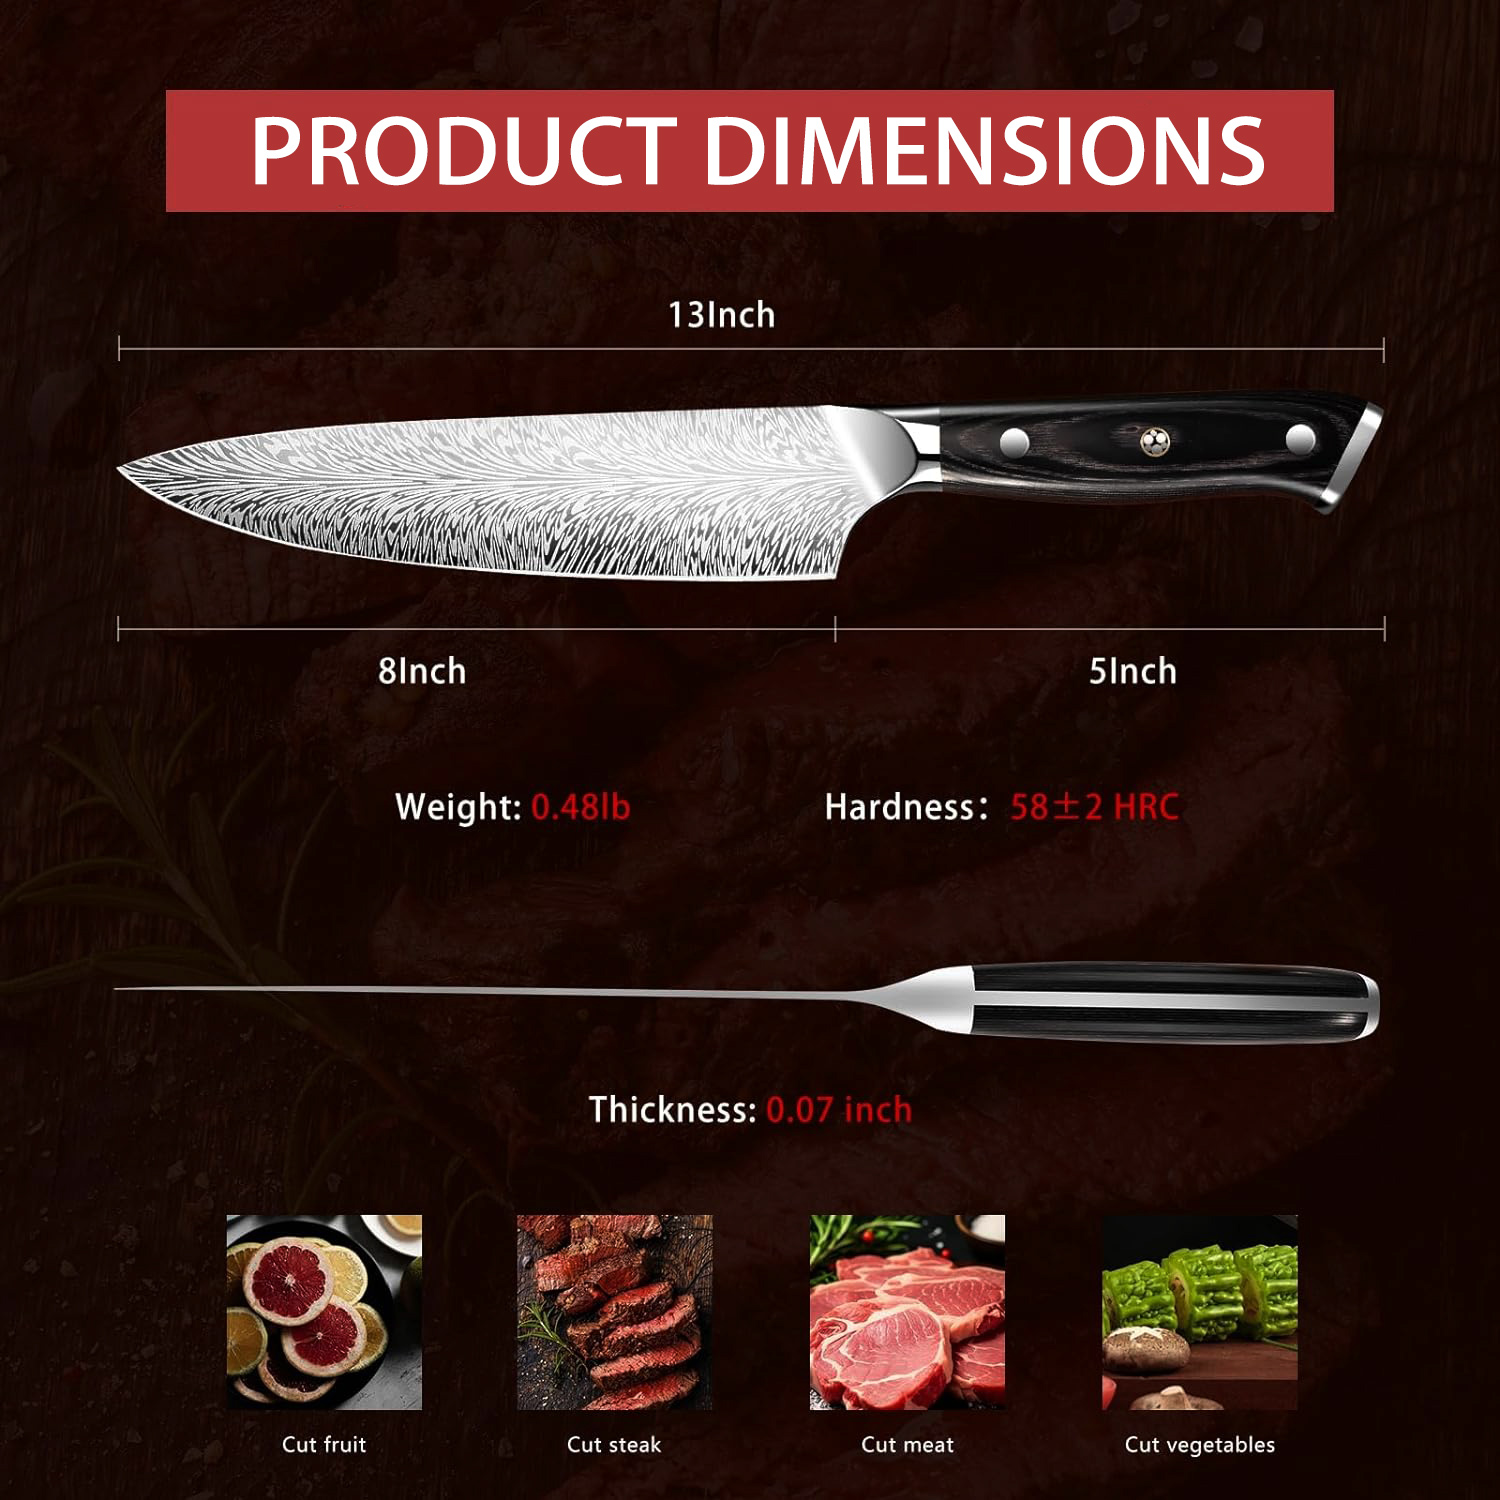 PRODUCT DIMENSIONS
13Inch
8Inch
5Inch
Weight: 0.48lb
Hardness： 58±2 HRC
Thickness: 0.07 inch
Cut fruit
Cut steak
Cut meat
Cut vegetables